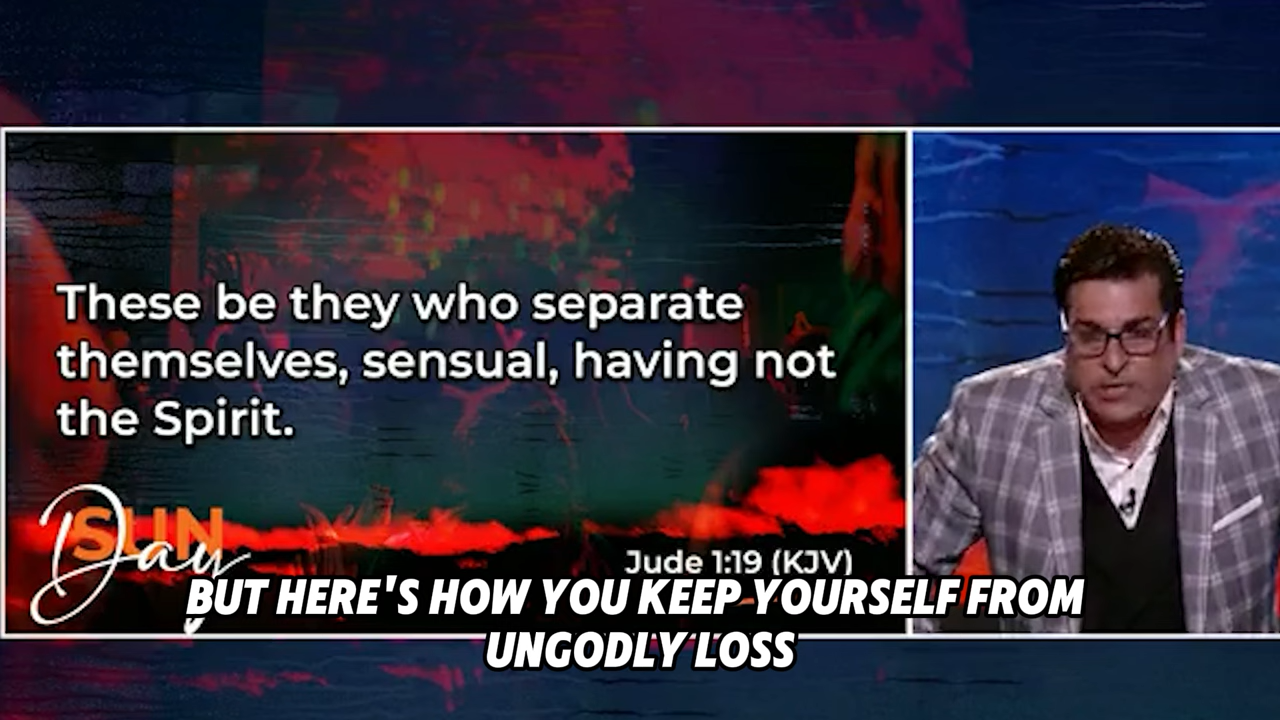 These be they who separate
themselves, sensual, having not
the Spirit.
SUN
Day
Jude 1:19 (KJV)
BUT HERE'S HOW YOU KEEP YOURSELF FROM
UNGODLY LOSS